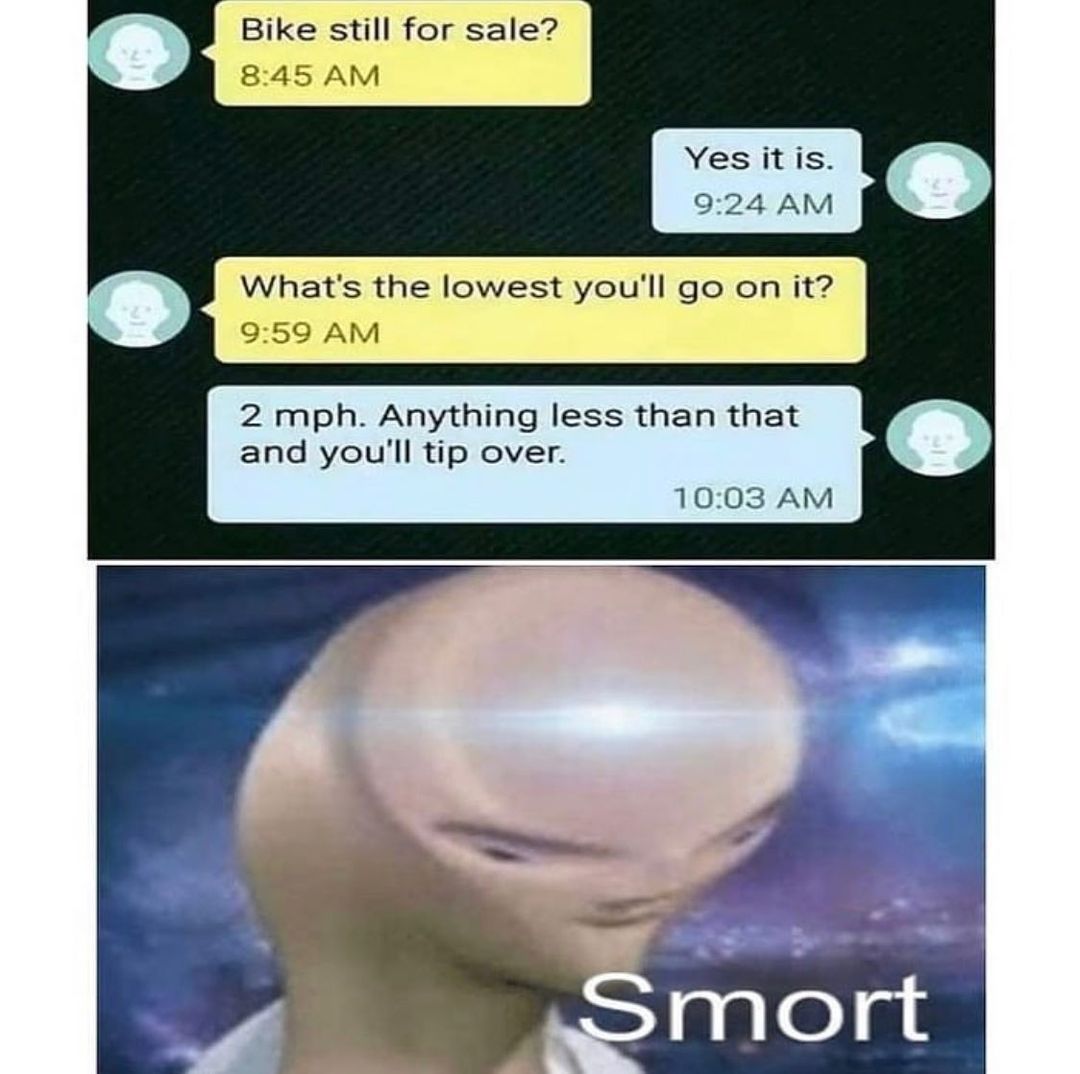 Bike still for sale?
8:45 AM
Yes it is.
9:24 AM
What's the lowest you'll go on it?
9:59 AM
2 mph. Anything less than that
and you'll tip over.
10:03 AM
Smort